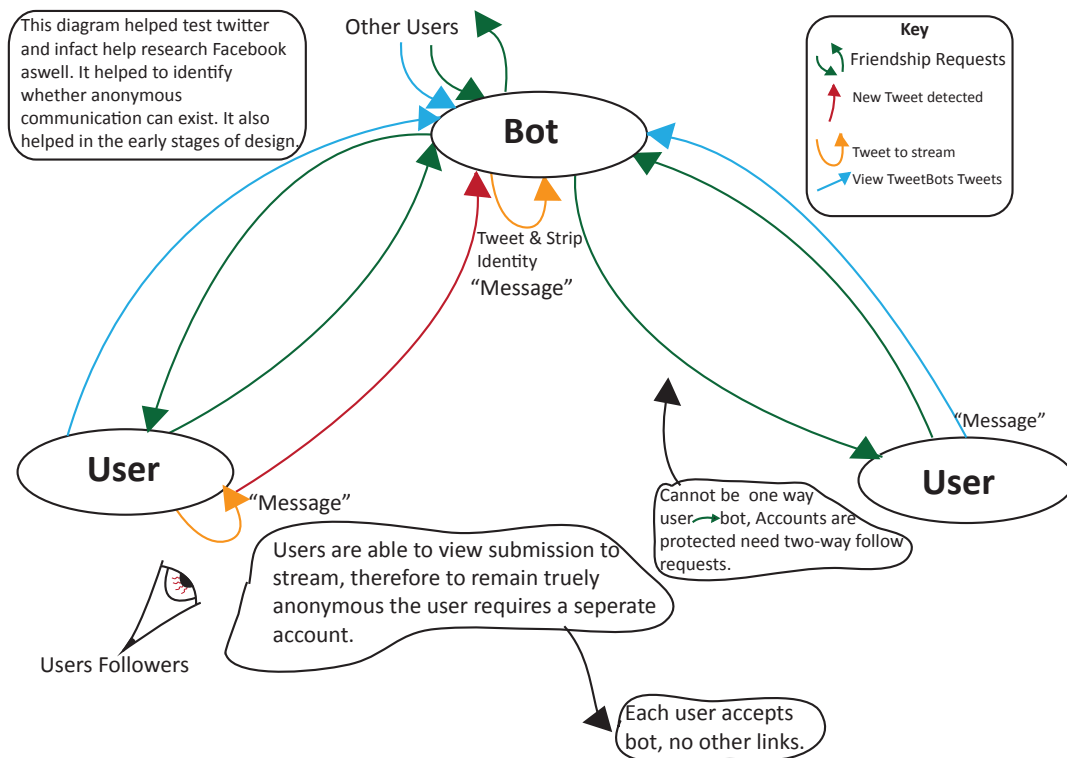 This diagram helped test twitter
and infact help research Facebook
aswell. It helped to identify
whether anonymous
communication can exist. It also
helped in the early stages of design.
Other Users
Key
Friendship Requests
New Tweet detected
Tweet to stream
View TweetBots Tweets
Bot
Tweet & Strip
Identity
“Message”
User
“Message”
“Message”
User
Cannot be one way
user bot, Accounts are
protected need two-way follow
requests.
Users are able to view submission to
stream, therefore to remain truely
anonymous the user requires a seperate
account.
Users Followers
Each user accepts
bot, no other links.